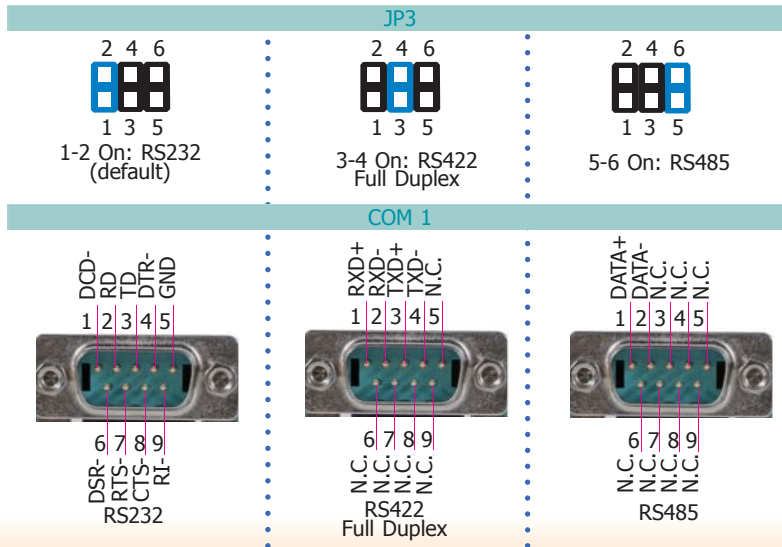 JP3
2 4 6
1 3 5
1-2 On: RS232
(default)
2 4 6
1 3 5
3-4 On: RS422
Full Duplex
2 4 6
1 3 5
5-6 On: RS485
COM 1
DCD-
RD
TD
DTR-
GND
1 2 3 4 5
6 7 8 9
DSR-
RTS-
CTS-
RI-
RS232
RXD+
RXD-
TXD+
TXD-
N.C.
1 2 3 4 5
6 7 8 9
N.C.
N.C.
N.C.
N.C.
RS422
Full Duplex
DATA+
DATA-
N.C.
N.C.
N.C.
1 2 3 4 5
6 7 8 9
N.C.
N.C.
N.C.
N.C.
RS485